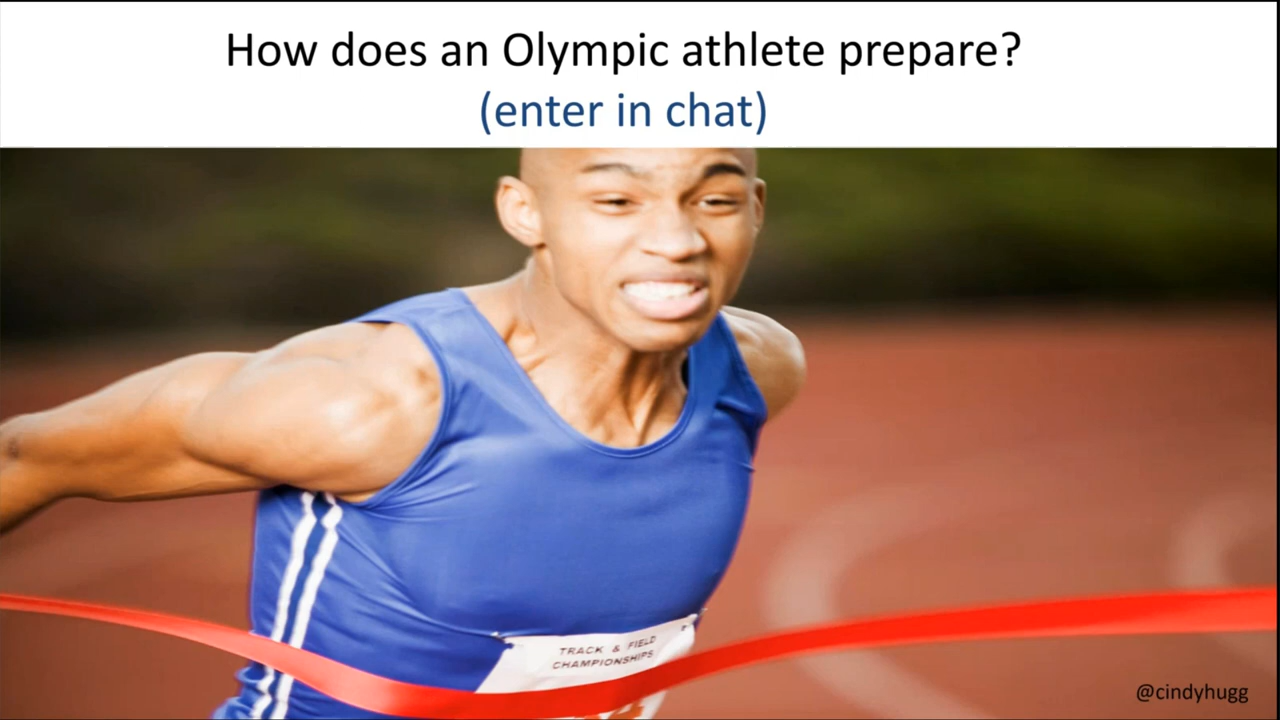 How does an Olympic athlete prepare?
(enter in chat)
TRACK & FIELD
CHAMPIONSHIPS
@cindyhugg